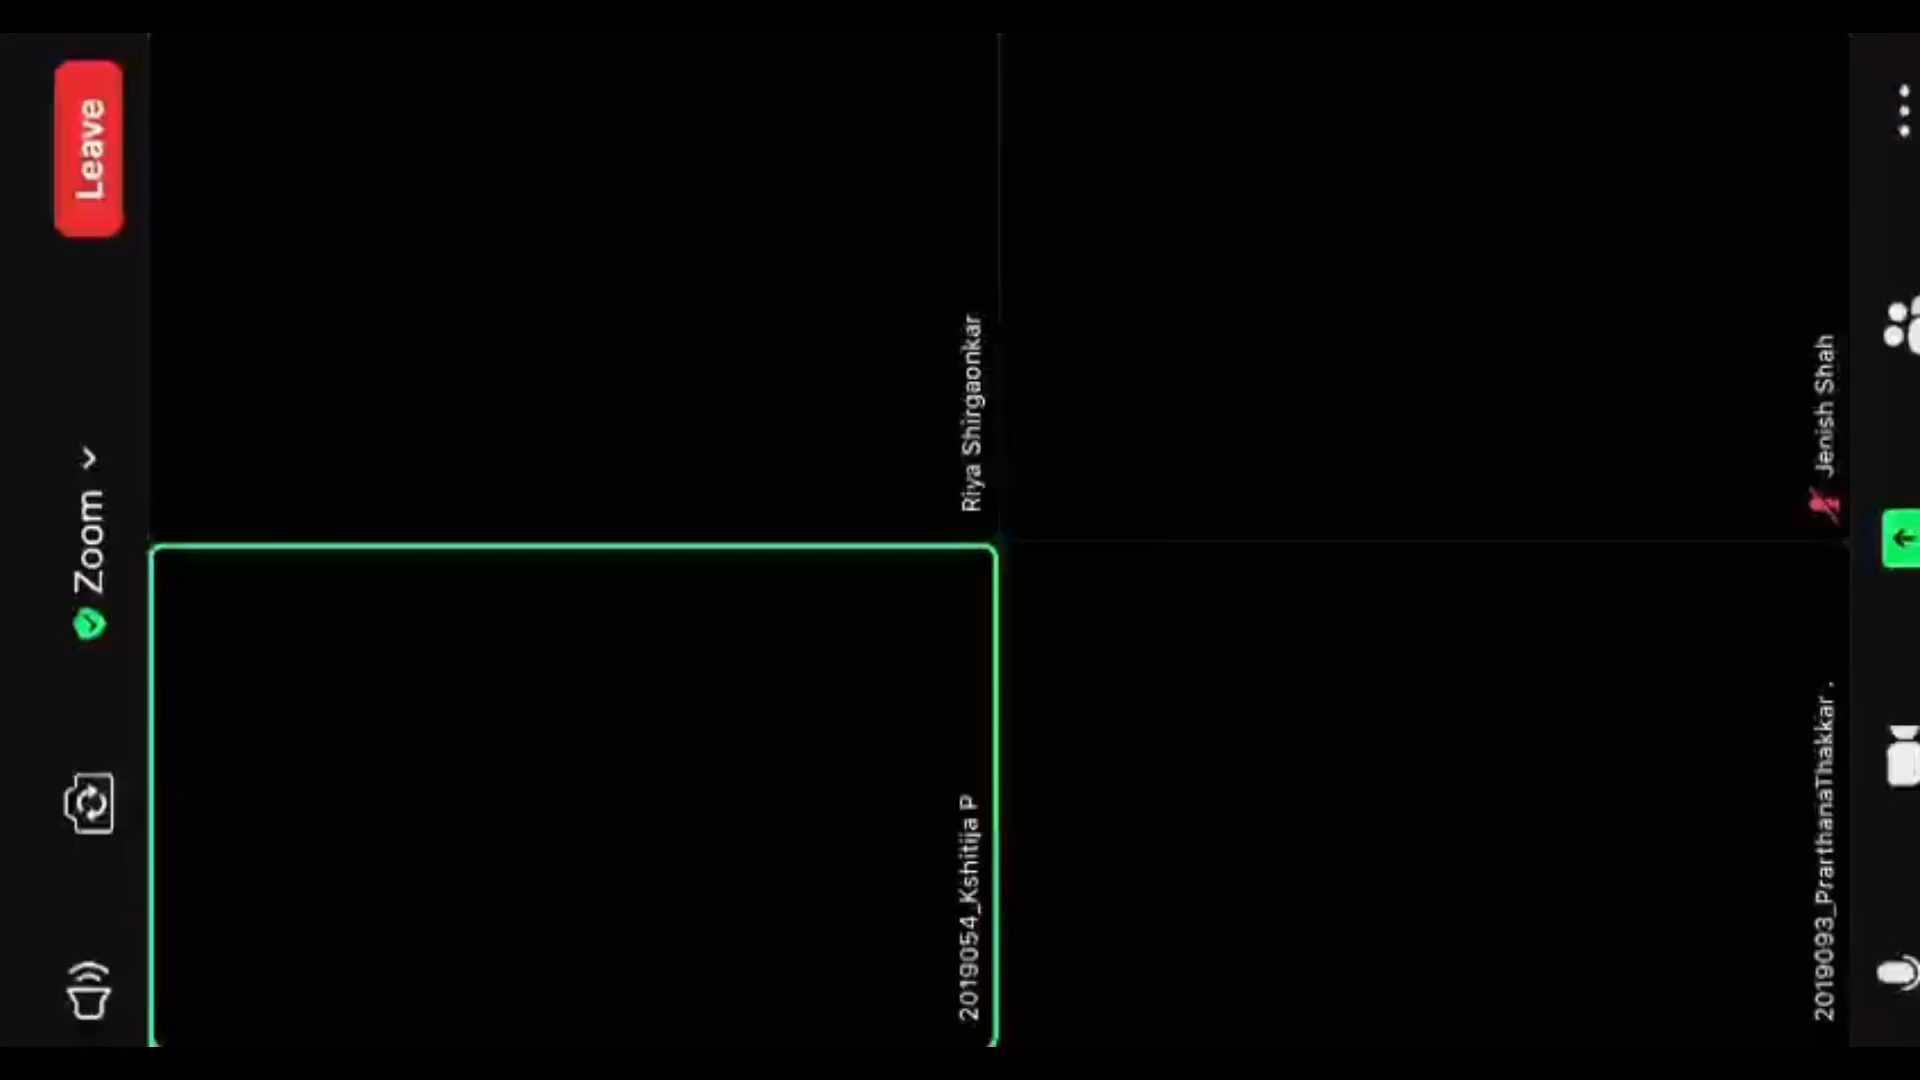 Zoom
Leave
2019054_Kshitija P
Riya Shirgaonkar
2019093_PrarthanaThakkar .
Jenish Shah